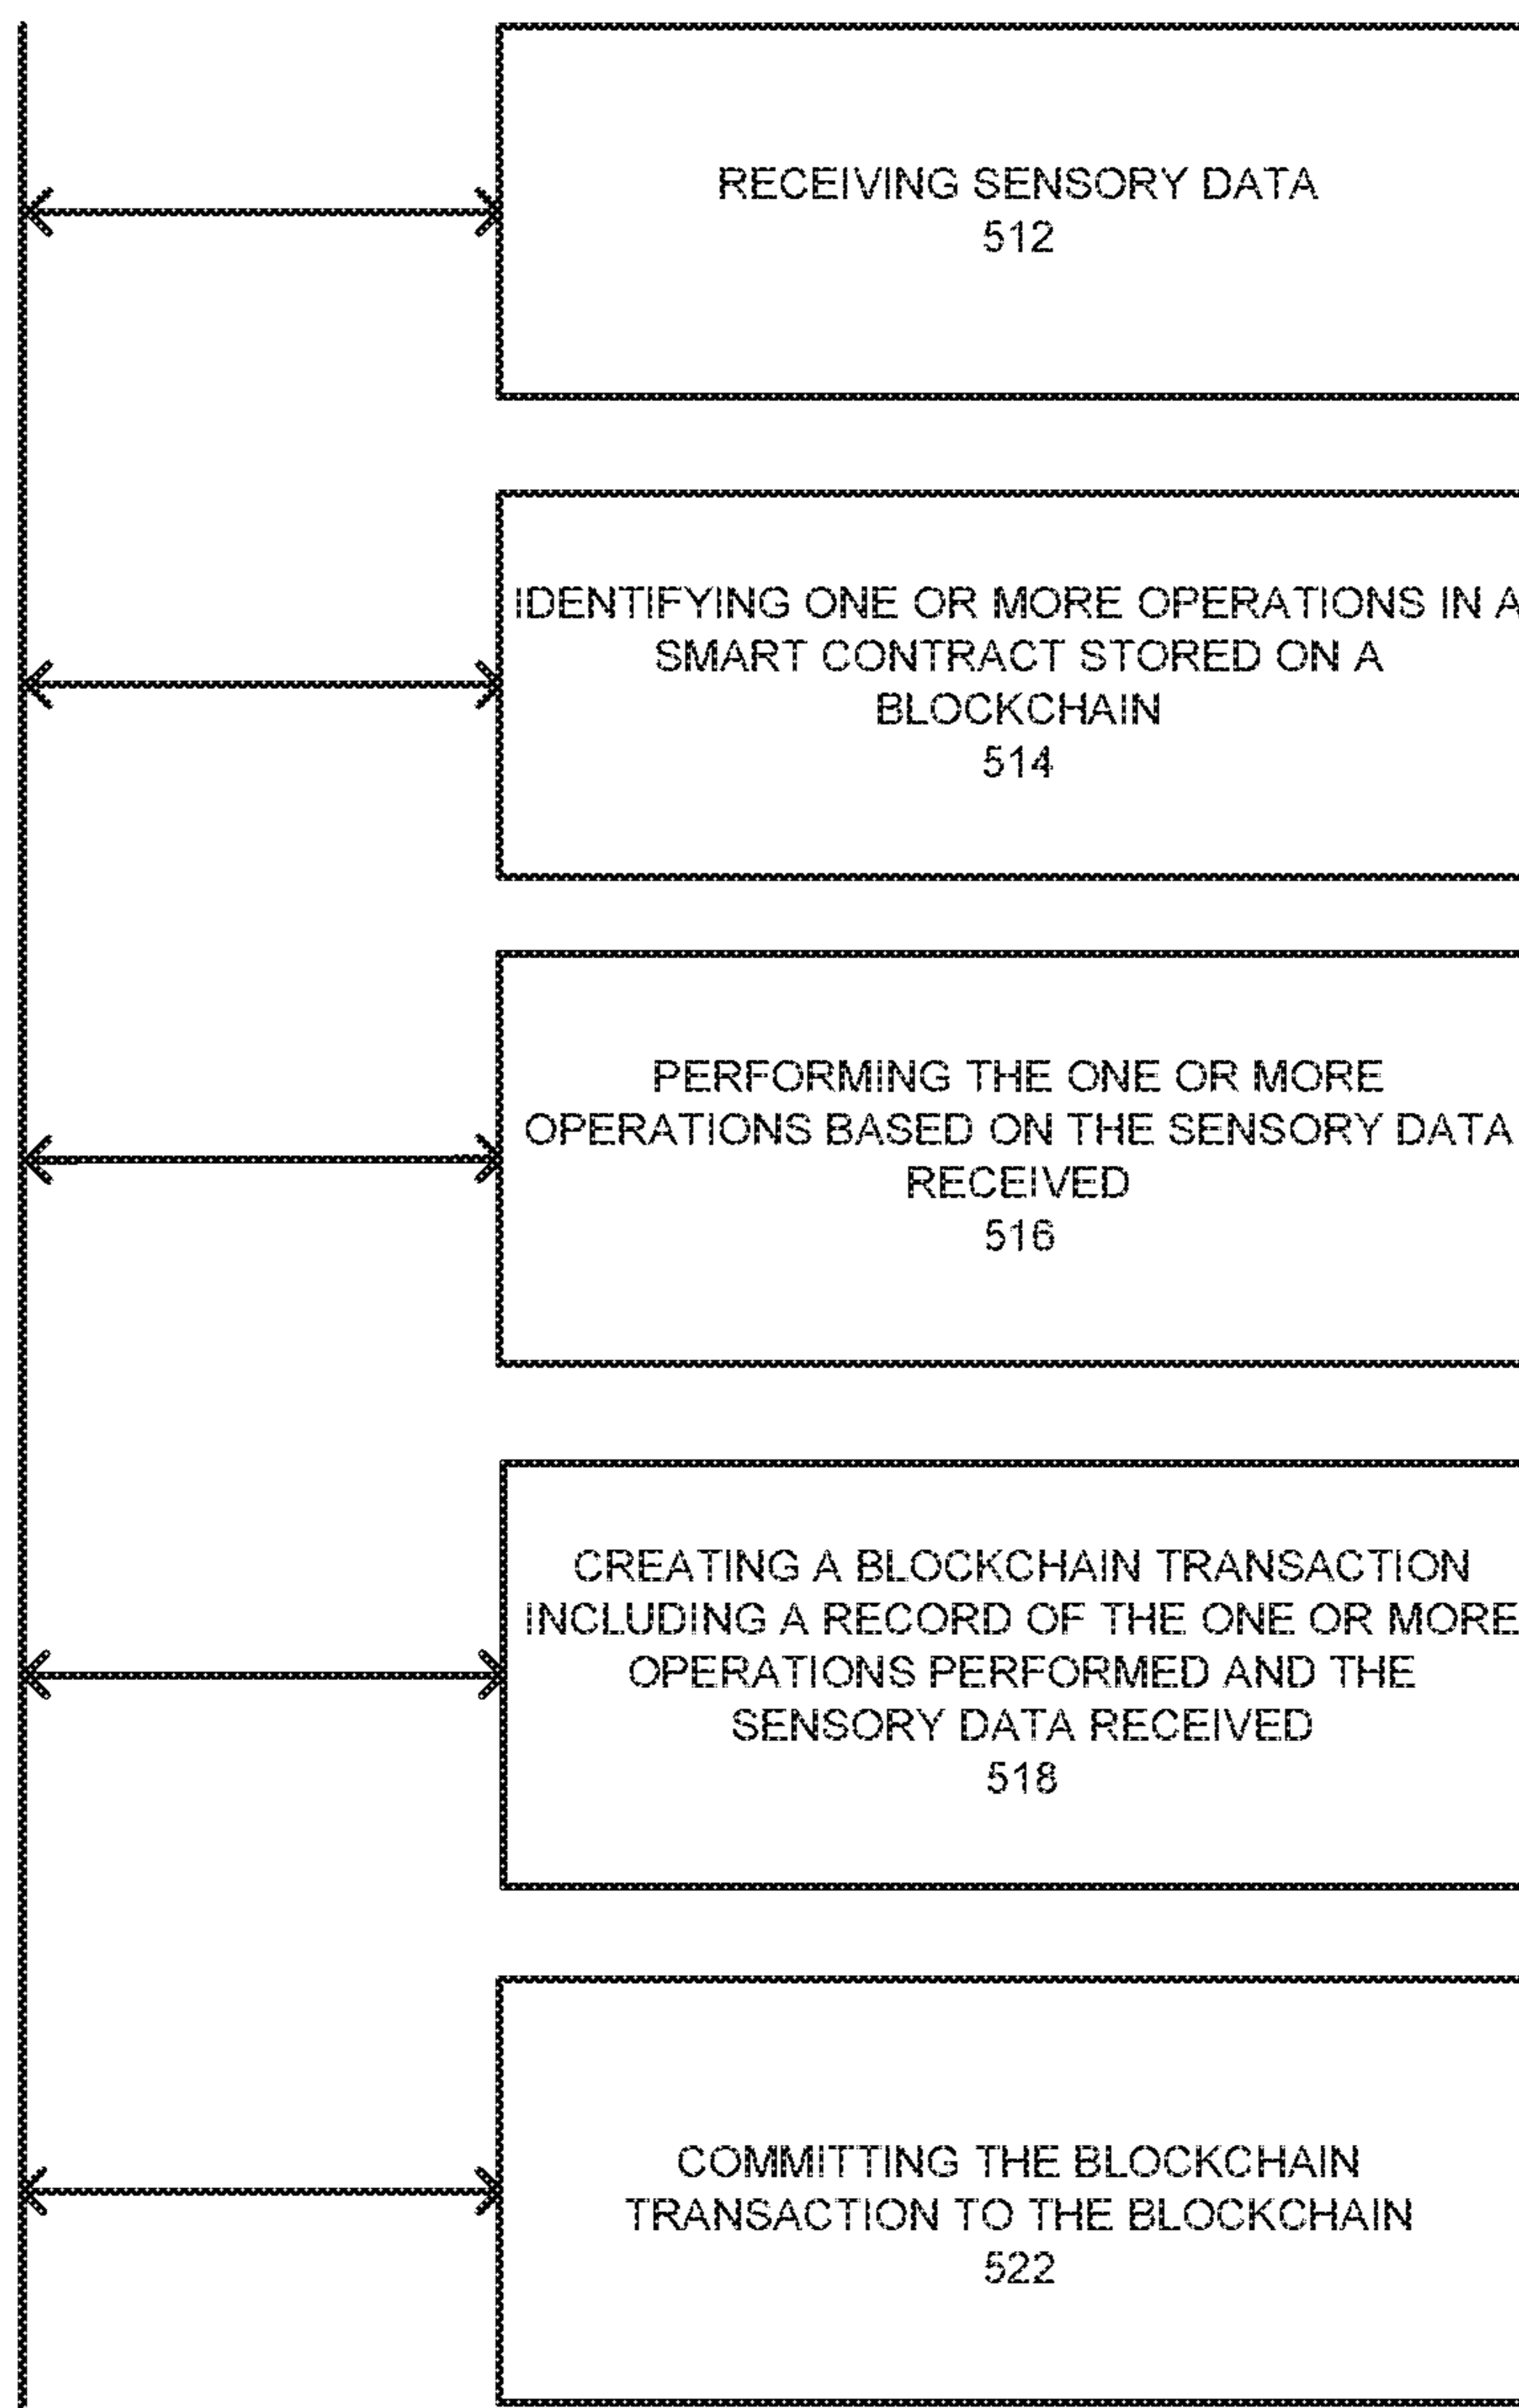 RECEIVING SENSORY DATA
512
IDENTIFYING ONE OR MORE OPERATIONS IN A
SMART CONTRACT STORED ON A
BLOCKCHAIN
514
PERFORMING THE ONE OR MORE
OPERATIONS BASED ON THE SENSORY DATA
RECEIVED
516
CREATING A BLOCKCHAIN TRANSACTION
INCLUDING A RECORD OF THE ONE OR MORE
OPERATIONS PERFORMED AND THE
SENSORY DATA RECEIVED
518
COMMITTING THE BLOCKCHAIN
TRANSACTION TO THE BLOCKCHAIN
522